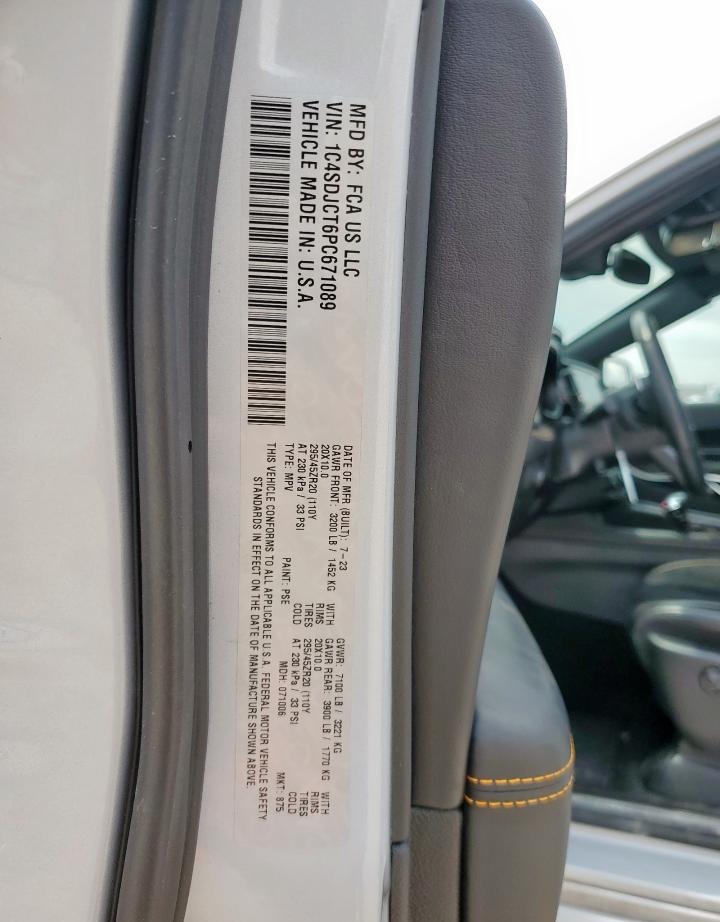 MFD BY: FCA US LLC
VIN: 1C4SDJCT6PC671089
VEHICLE MADE IN: U.S.A.
DATE OF MFR (BUILT): 7-23 GVWR: 7100 LB / 3221 KG
GAWR FRONT: 3200 LB / 1452 KG WITH GAWR REAR: 3900 LB / 1770 KG WITH
20X10.0 RIMS 20X10.0 RIMS
295/45ZR20 (110Y TIRES 295/45ZR20 (110Y TIRES
AT 230 kPa / 33 PSI COLD AT 230 kPa / 33 PSI COLD
TYPE: MPV PAINT: PSE MDH: 071006 MKT: 875
THIS VEHICLE CONFORMS TO ALL APPLICABLE U.S.A. FEDERAL MOTOR VEHICLE SAFETY
STANDARDS IN EFFECT ON THE DATE OF MANUFACTURE SHOWN ABOVE.